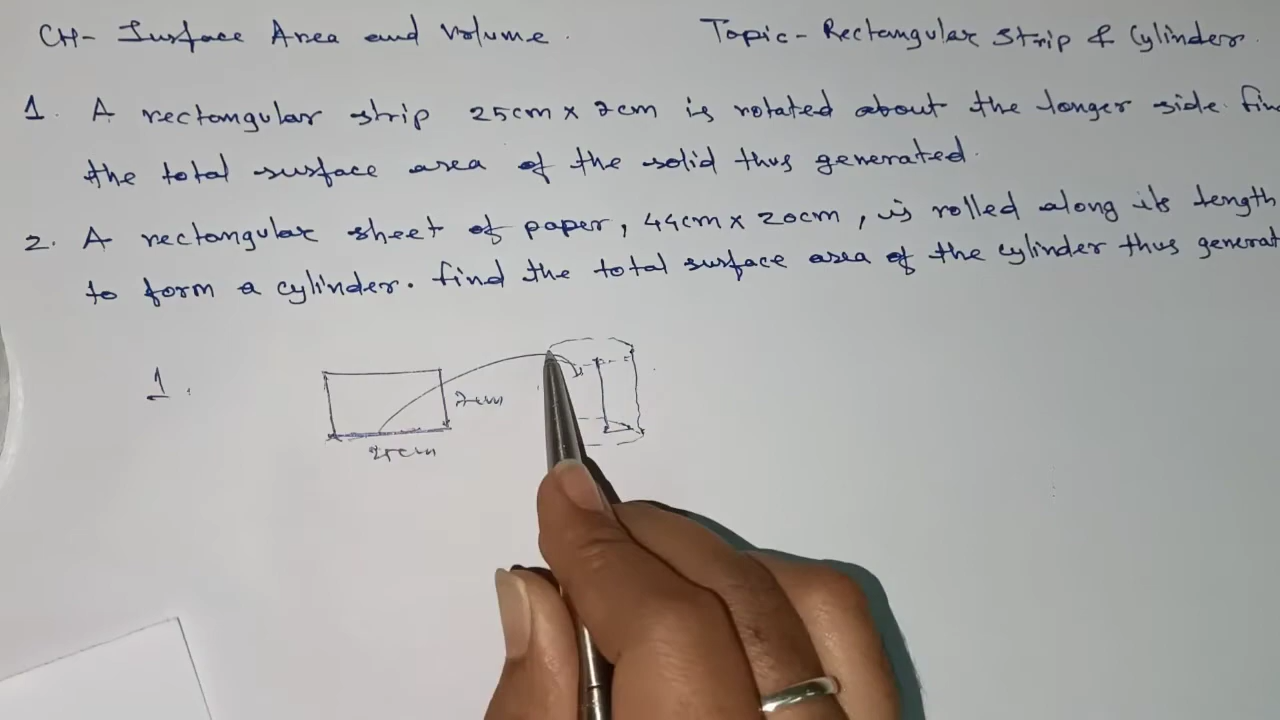 CH- Surface Area and Volume.
Topic- Rectangular Strip & Cylinder.
1. A rectangular strip 25cm x 2cm is rotated about the longer side. Fin
the total surface area of the solid thus generated.
2. A rectangular sheet of paper, 44cm x 20cm, is rolled along its length
to form a cylinder. find the total surface area of the cylinder thus generat
1.
2cm
25cm